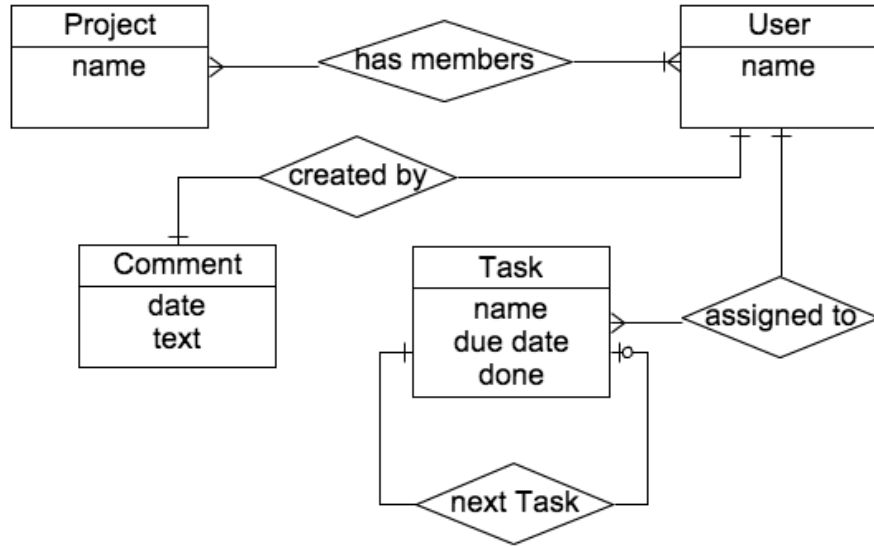 Project
name
has members
User
name
created by
Comment
date
text
Task
name
due date
done
assigned to
next Task